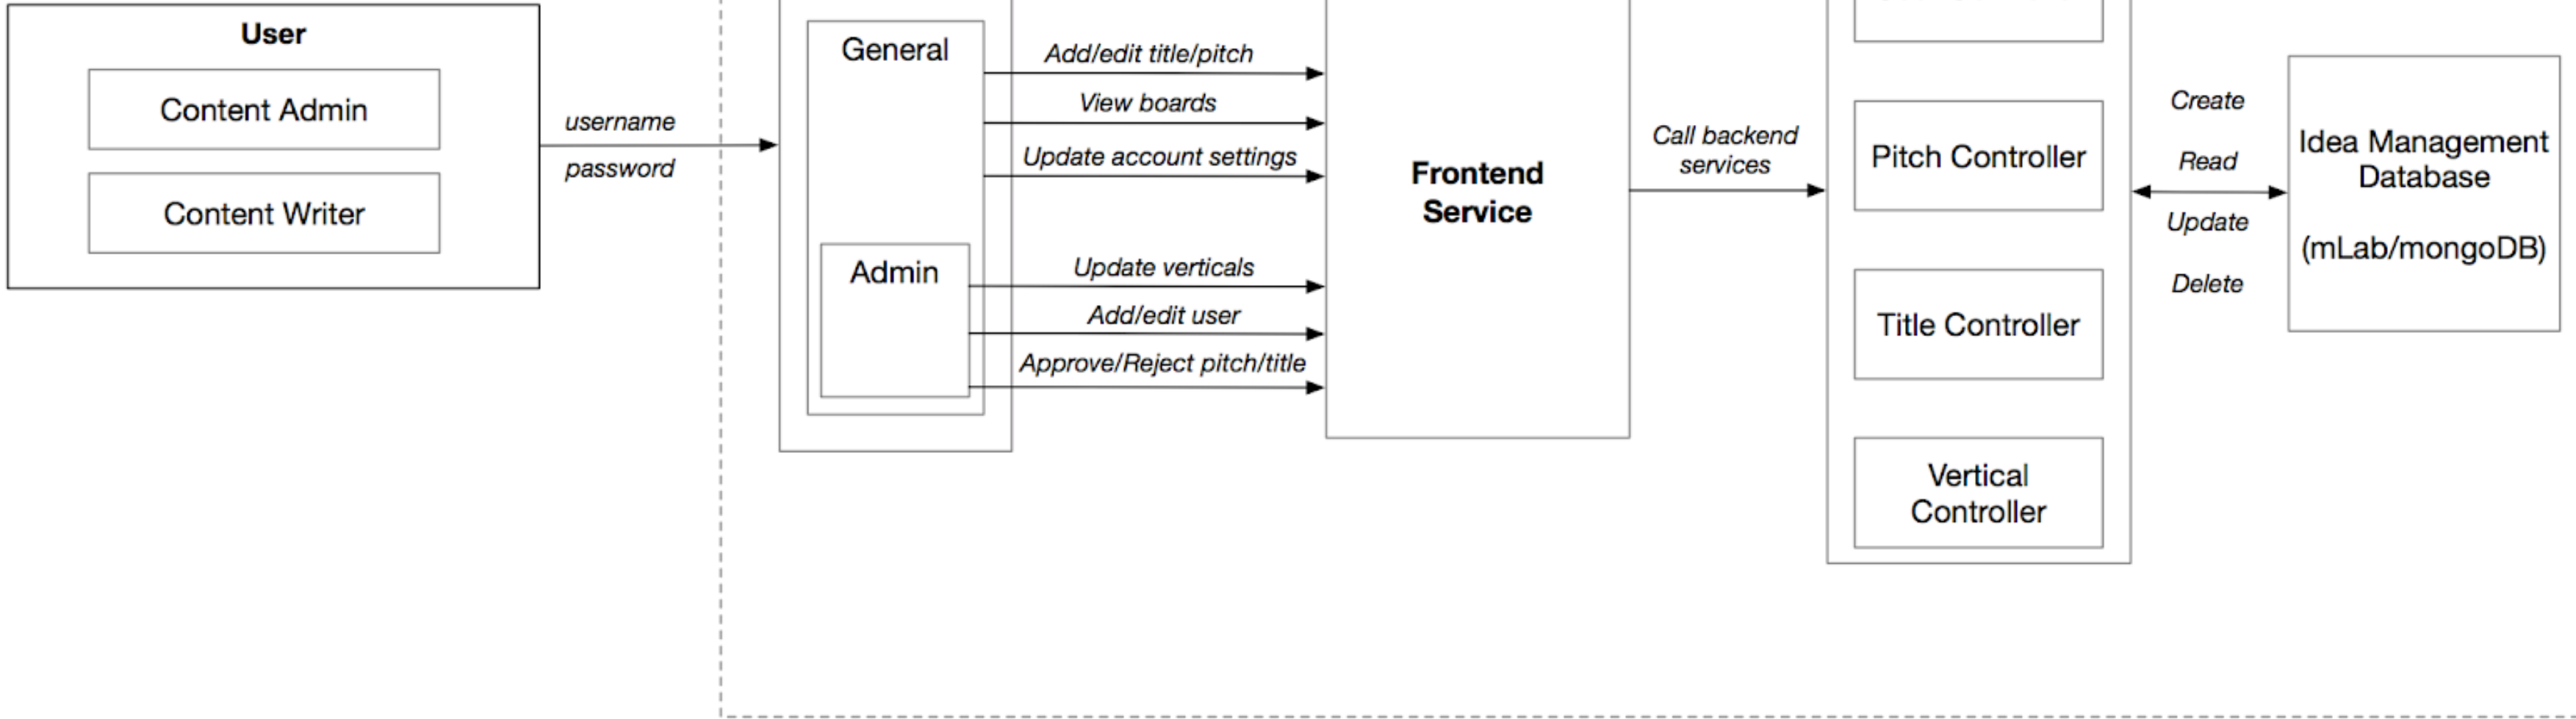 User
Content Admin
Content Writer
username
password
General
Admin
Add/edit title/pitch
View boards
Update account settings
Update verticals
Add/edit user
Approve/Reject pitch/title
Frontend
Service
Call backend
services
Pitch Controller
Title Controller
Vertical
Controller
Create
Read
Update
Delete
Idea Management
Database
(mLab/mongoDB)